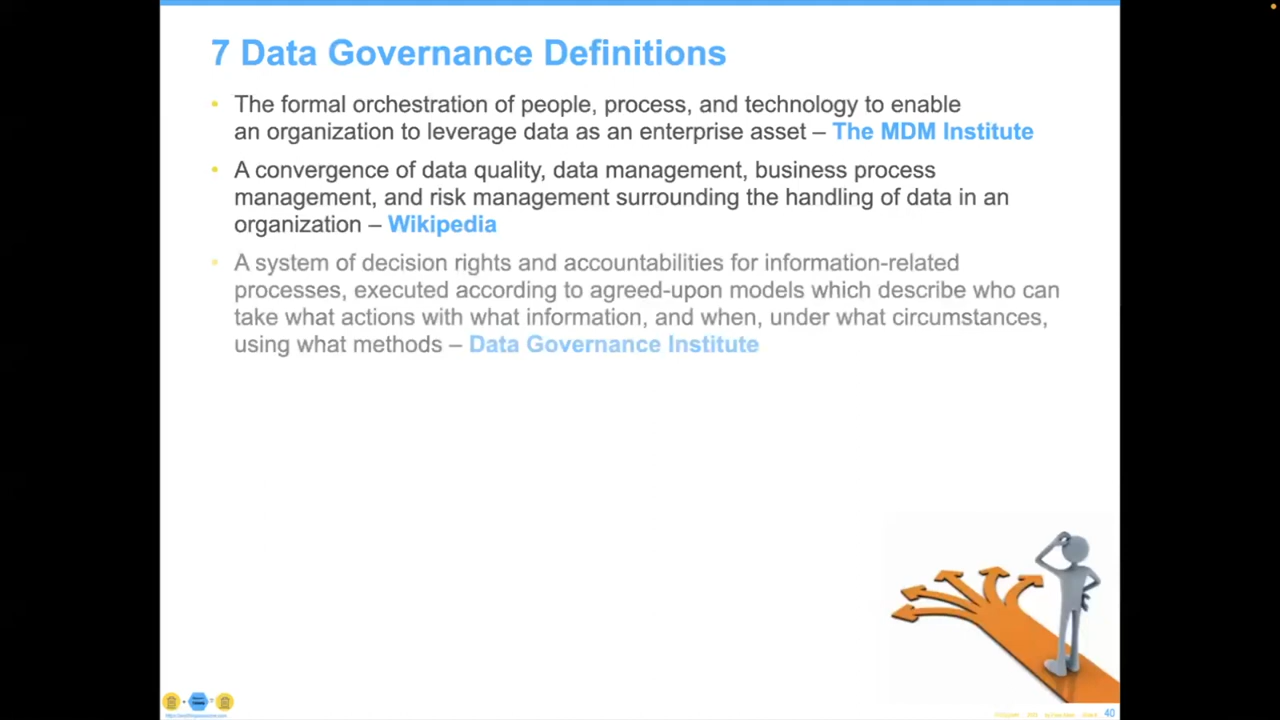 7 Data Governance Definitions
• The formal orchestration of people, process, and technology to enable
an organization to leverage data as an enterprise asset – The MDM Institute
• A convergence of data quality, data management, business process
management, and risk management surrounding the handling of data in an
organization – Wikipedia
• A system of decision rights and accountabilities for information-related
processes, executed according to agreed-upon models which describe who can
take what actions with what information, and when, under what circumstances,
using what methods – Data Governance Institute
40